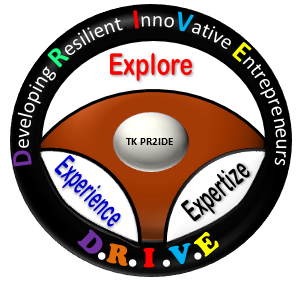 Developing Resilient InnoVative Entrepreneurs
Explore
TK PR2IDE
Experience
Expertize
D.R.I.V.E